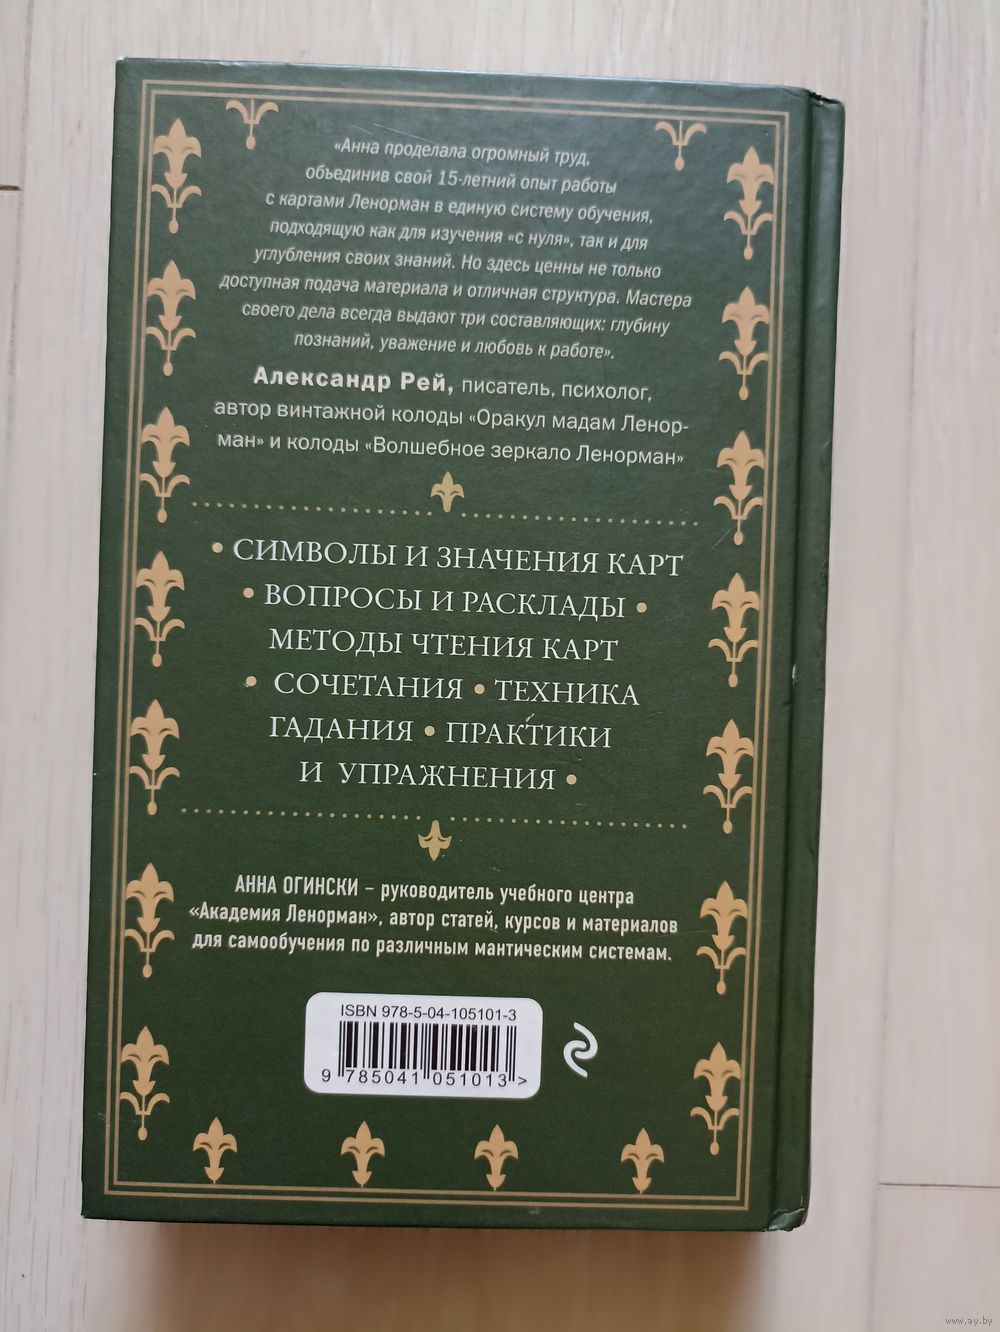 «Анна проделала огромный труд,
объединив свой 15-летний опыт работы
с картами Ленорман в единую систему обучения,
подходящую как для изучения «с нуля», так и для
углубления своих знаний. Но здесь ценны не только
доступная подача материала и отличная структура. Мастера
своего дела всегда выдают три составляющих: глубину
познаний, уважение и любовь к работе».
Александр Рей, писатель, психолог,
автор винтажной колоды «Оракул мадам Ленор-
ман» и колоды «Волшебное зеркало Ленорман»
• СИМВОЛЫ И ЗНАЧЕНИЯ КАРТ
• ВОПРОСЫ И РАСКЛАДЫ •
МЕТОДЫ ЧТЕНИЯ КАРТ
• СОЧЕТАНИЯ • ТЕХНИКА
ГАДАНИЯ • ПРАКТИКИ
И УПРАЖНЕНИЯ •
АННА ОГИНСКИ – руководитель учебного центра
«Академия Ленорман», автор статей, курсов и материалов
для самообучения по различным мантическим системам.
ISBN 978-5-04-105101-3
9 785041 051013 >
www.ay.by